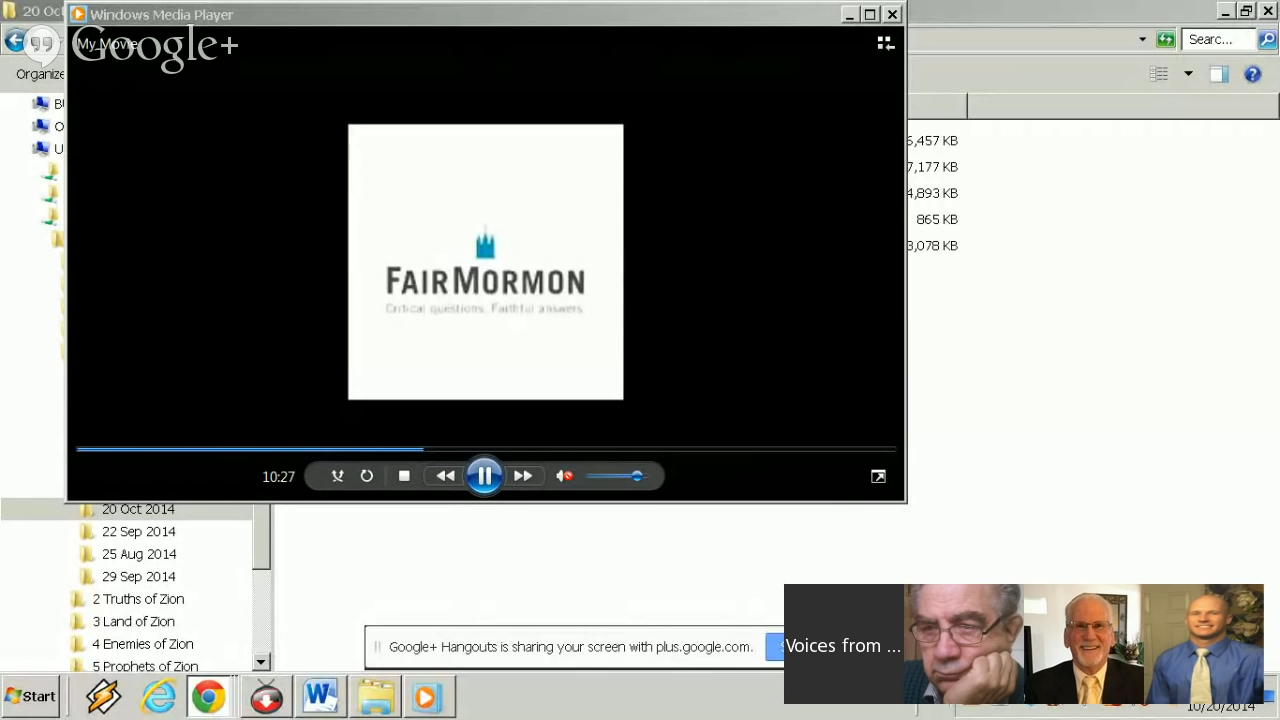 20 Oct
Windows Media Player
My Movie
Google+
Searc...
Organize
B
O
U
6,457 KB
7,177 KB
4,893 KB
865 KB
3,078 KB
FAIRMORMON
Critical questions. Faithful answers.
10:27
20 Oct 2014
22 Sep 2014
25 Aug 2014
29 Sep 2014
2 Truths of Zion
3 Land of Zion
4 Enemies of Zion
5 Prophets of Zion
Google+ Hangouts is sharing your screen with plus.google.com.
Voices from ...
Start
10/20/2014